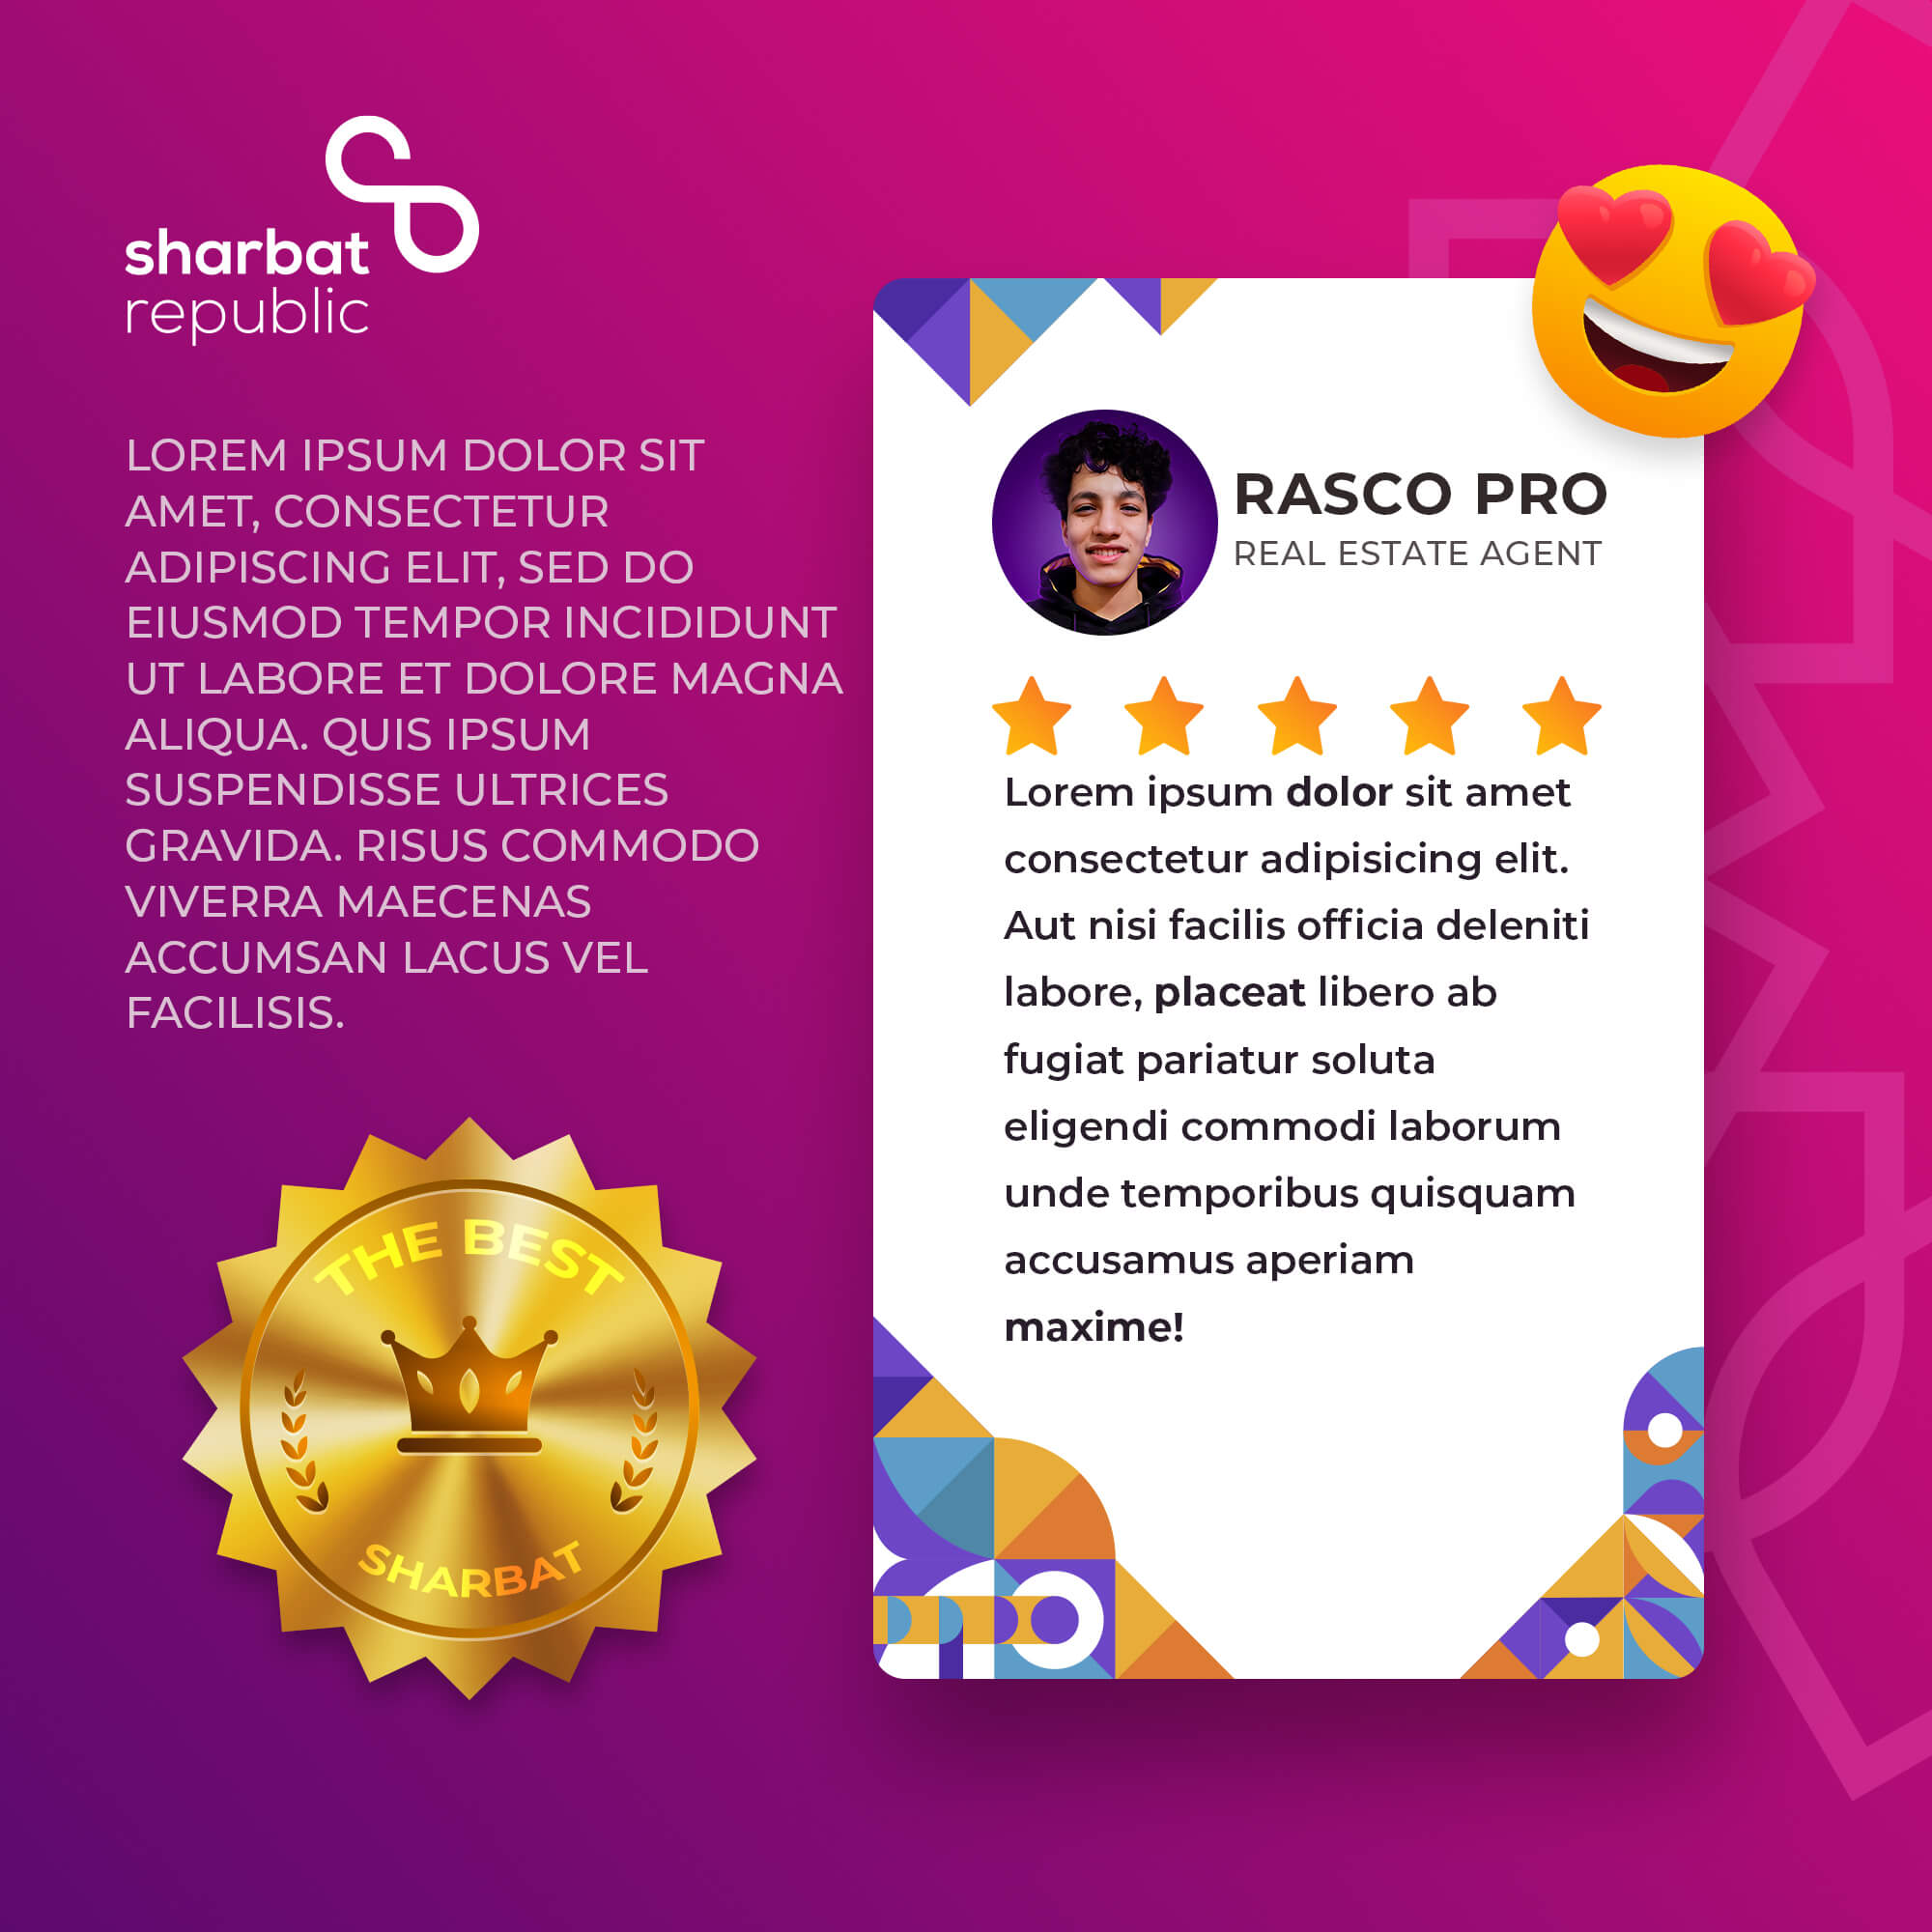 sharbat
republic
LOREM IPSUM DOLOR SIT
AMET, CONSECTETUR
ADIPISCING ELIT, SED DO
EIUSMOD TEMPOR INCIDIDUNT
UT LABORE ET DOLORE MAGNA
ALIQUA. QUIS IPSUM
SUSPENDISSE ULTRICES
GRAVIDA. RISUS COMMODO
VIVERRA MAECENAS
ACCUMSAN LACUS VEL
FACILISIS.
THE BEST
SHARBAT
RASCO PRO
REAL ESTATE AGENT
Lorem ipsum dolor sit amet
consectetur adipisicing elit.
Aut nisi facilis officia deleniti
labore, placeat libero ab
fugiat pariatur soluta
eligendi commodi laborum
unde temporibus quisquam
accusamus aperiam
maxime!